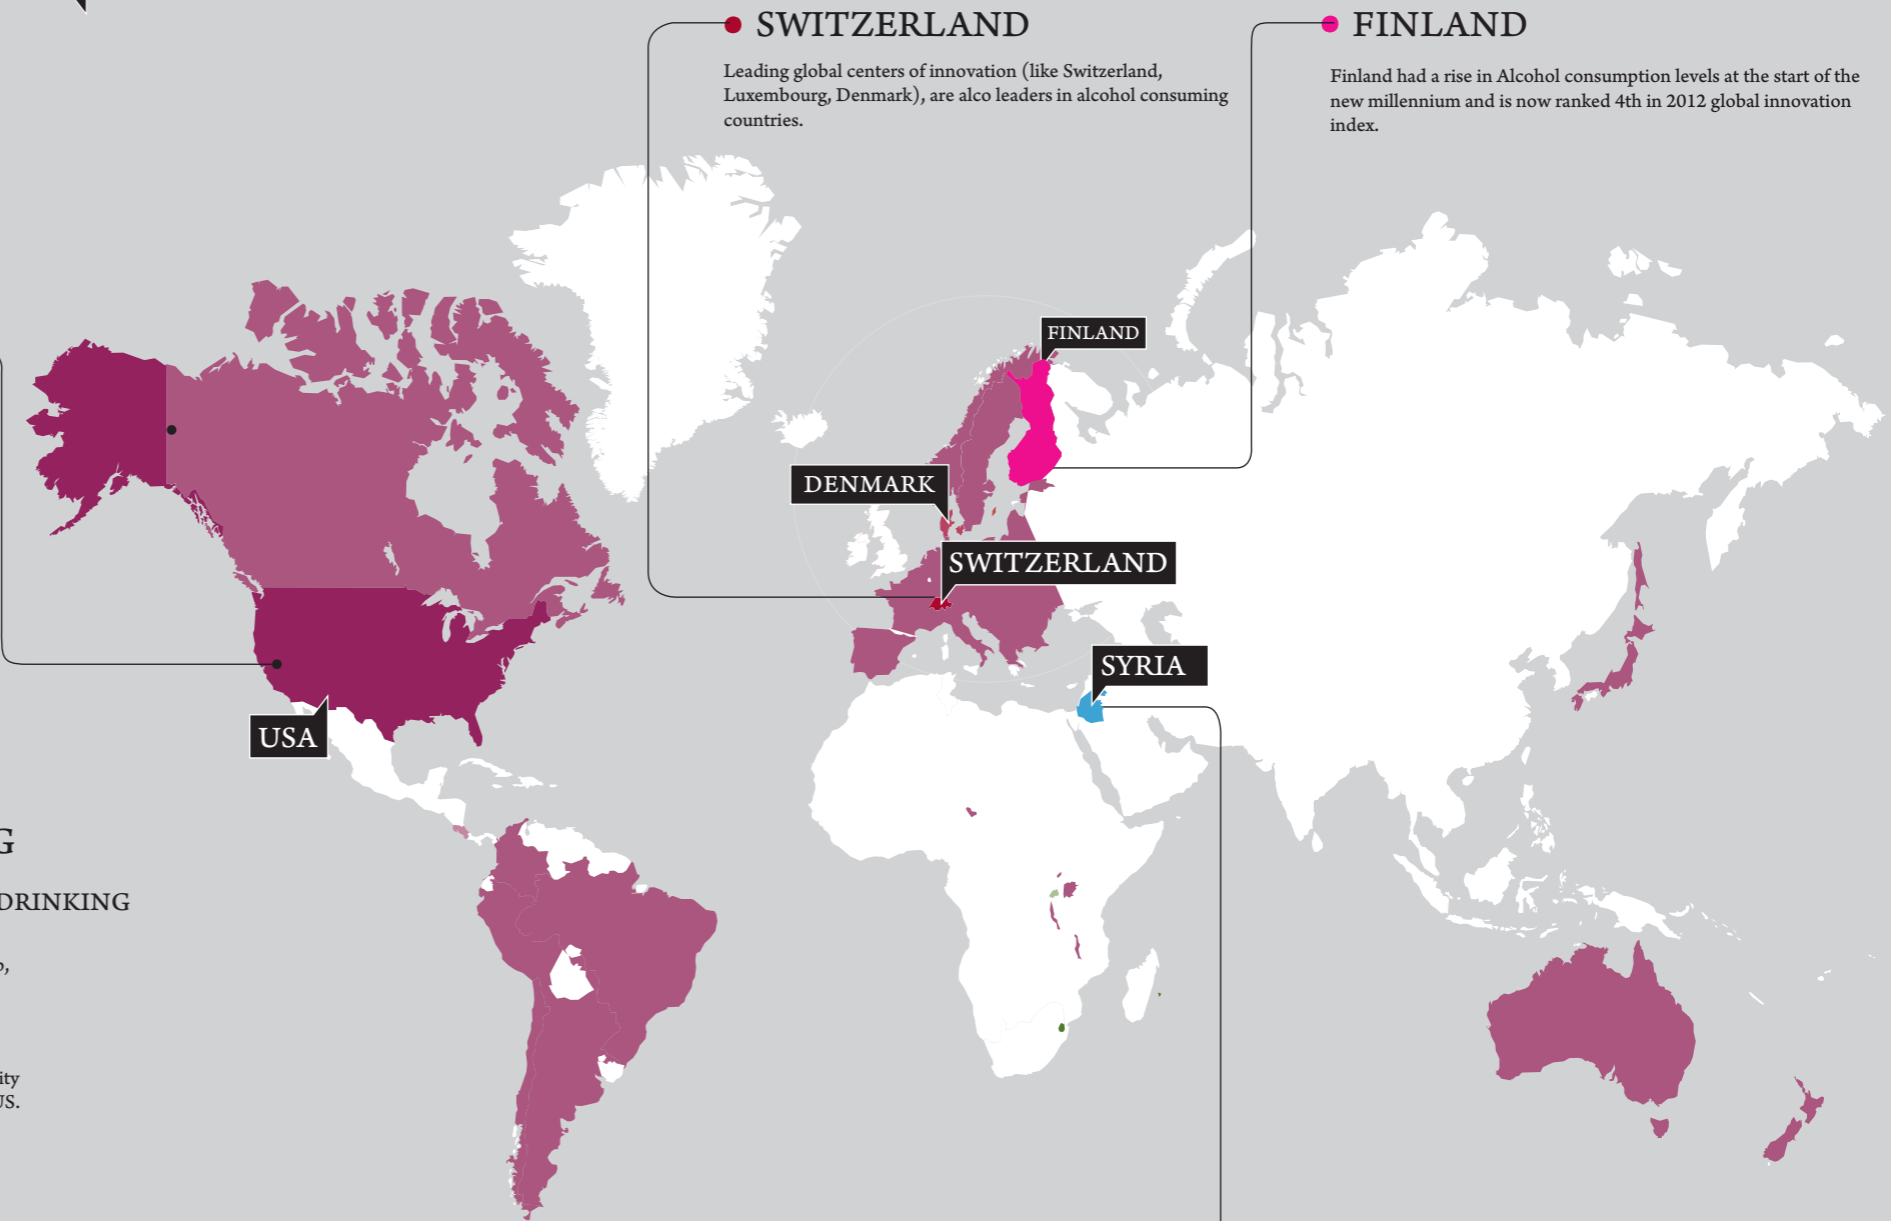 SWITZERLAND
Leading global centers of innovation (like Switzerland,
Luxembourg, Denmark), are alco leaders in alcohol consuming
countries.
FINLAND
Finland had a rise in Alcohol consumption levels at the start of the
new millennium and is now ranked 4th in 2012 global innovation
index.
FINLAND
DENMARK
SWITZERLAND
SYRIA
USA
G
DRINKING
US.